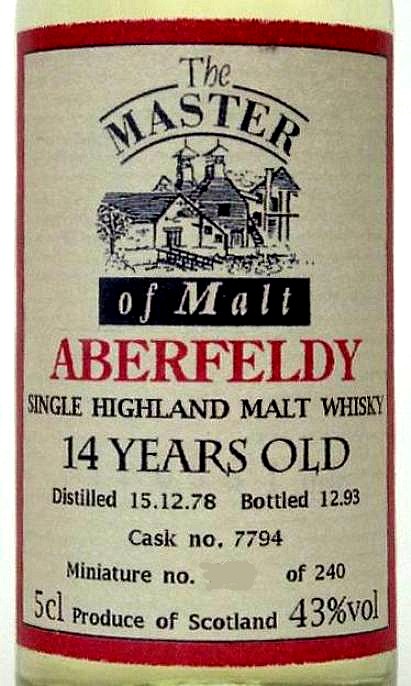 The
MASTER
of Malt
ABERFELDY
SINGLE HIGHLAND MALT WHISKY
14 YEARS OLD
Distilled 15.12.78 Bottled 12.93
Cask no. 7794
Miniature no. of 240
5cl Produce of Scotland 43%vol